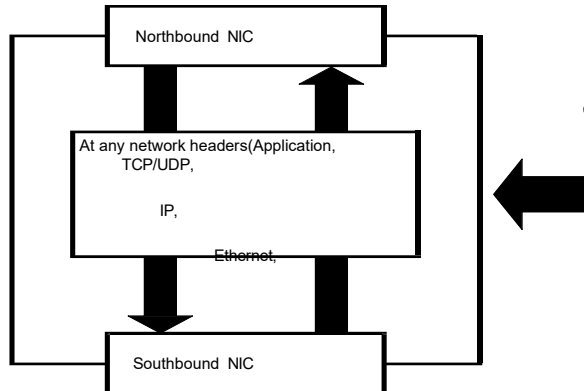 Northbound NIC
At any network headers(Application,
TCP/UDP,
IP,
Ethernet,
Southbound NIC